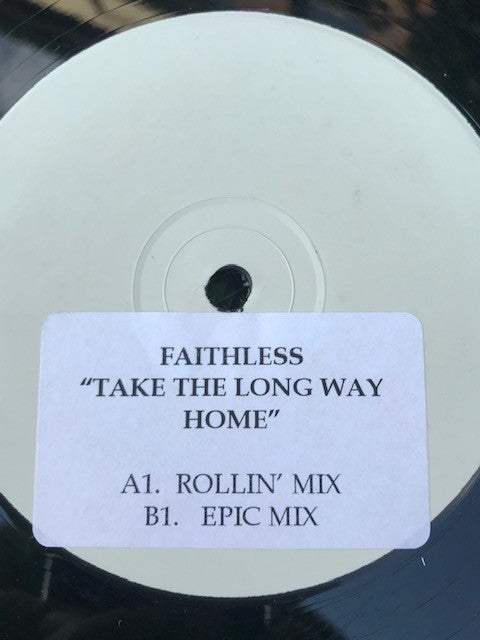 FAITHLESS
“TAKE THE LONG WAY
HOME”
A1. ROLLIN’ MIX
B1. EPIC MIX